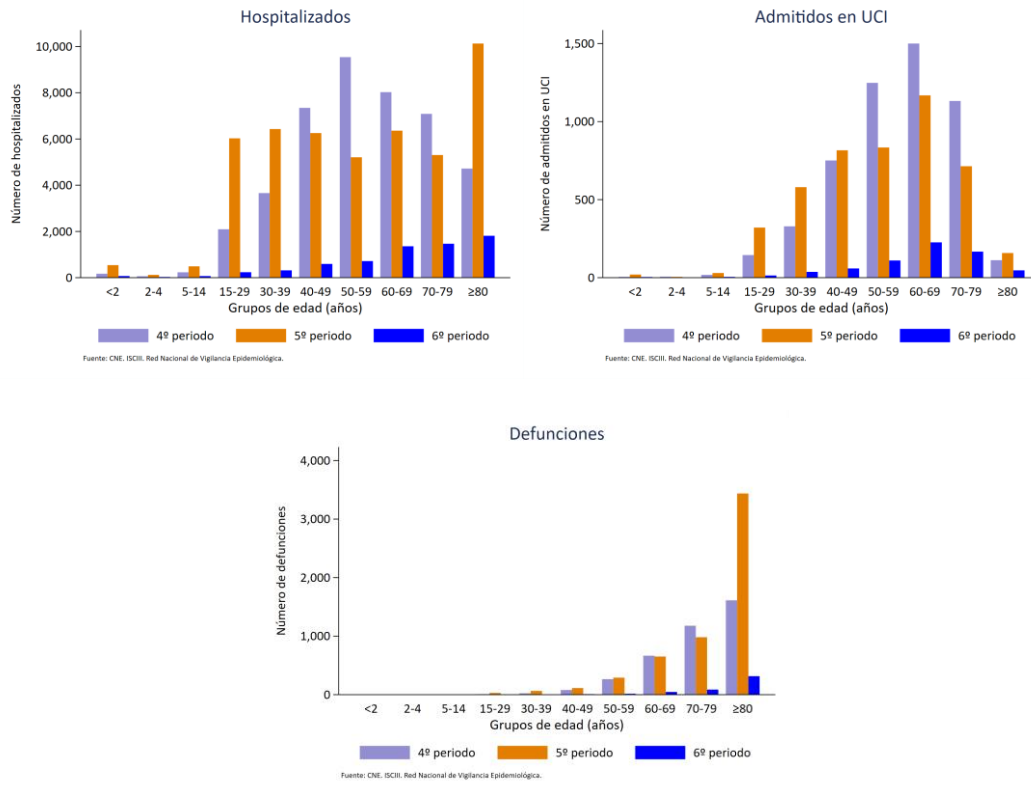 Hospitalizados
Número de hospitalizados
10,000
8,000
6,000
4,000
2,000
0
<2 2-4 5-14 15-29 30-39 40-49 50-59 60-69 70-79 ≥80
Grupos de edad (años)
4º periodo 5º periodo 6º periodo
Fuente: CNE. ISCIII. Red Nacional de Vigilancia Epidemiológica.
Admitidos en UCI
Número de admitidos en UCI
1,500
1,000
500
0
<2 2-4 5-14 15-29 30-39 40-49 50-59 60-69 70-79 ≥80
Grupos de edad (años)
4º periodo 5º periodo 6º periodo
Fuente: CNE. ISCIII. Red Nacional de Vigilancia Epidemiológica.
Defunciones
Número de defunciones
4,000
3,000
2,000
1,000
0
<2 2-4 5-14 15-29 30-39 40-49 50-59 60-69 70-79 ≥80
Grupos de edad (años)
4º periodo 5º periodo 6º periodo
Fuente: CNE. ISCIII. Red Nacional de Vigilancia Epidemiológica.